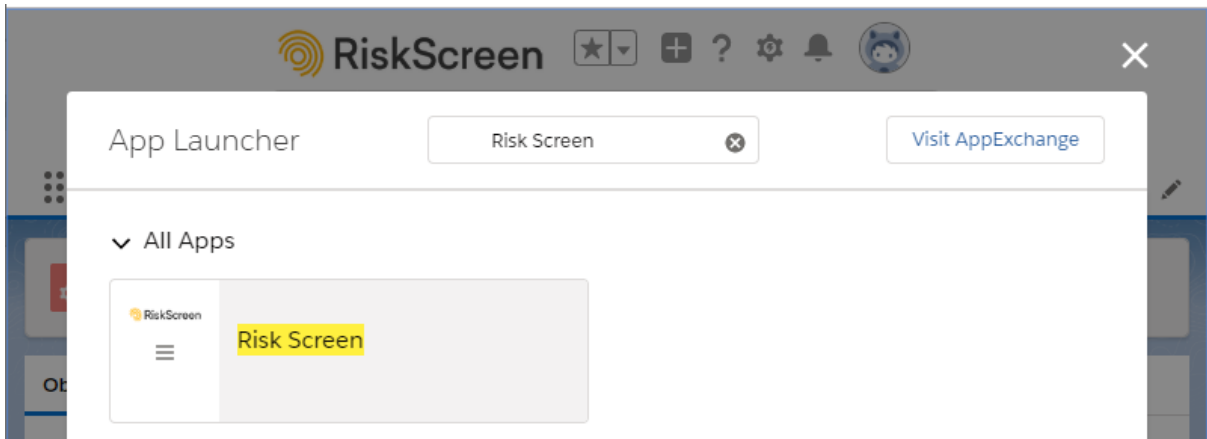 RiskScreen
App Launcher
Risk Screen
Visit AppExchange
All Apps
RiskScreen
Risk Screen
Ob